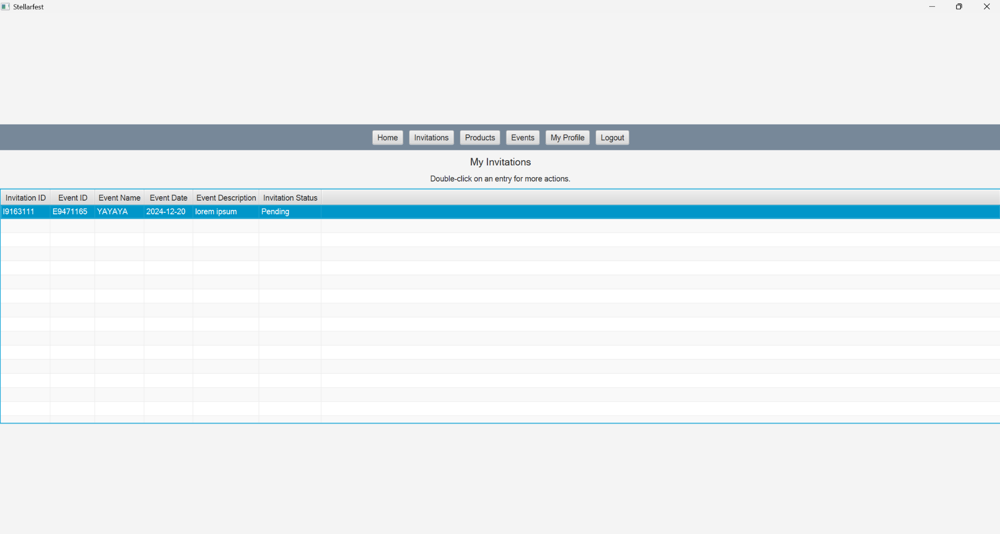 Stellarfest
Home Invitations Products Events My Profile Logout
My Invitations
Double-click on an entry for more actions.
Invitation ID Event ID Event Name Event Date Event Description Invitation Status
I9163111 E9471165 YAYAYA 2024-12-20 lorem ipsum Pending